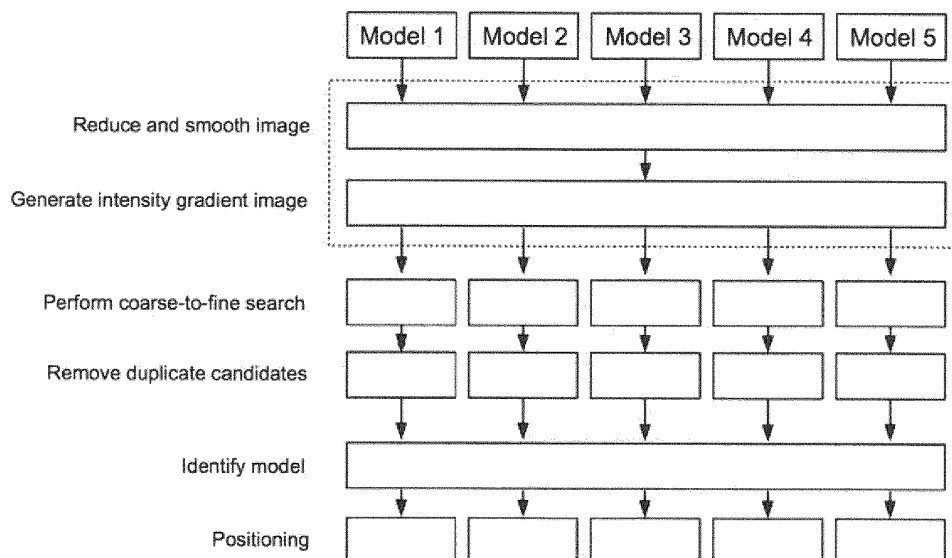 Model 1 Model 2 Model 3 Model 4 Model 5
Reduce and smooth image
Generate intensity gradient image
Perform coarse-to-fine search
Remove duplicate candidates
Identify model
Positioning